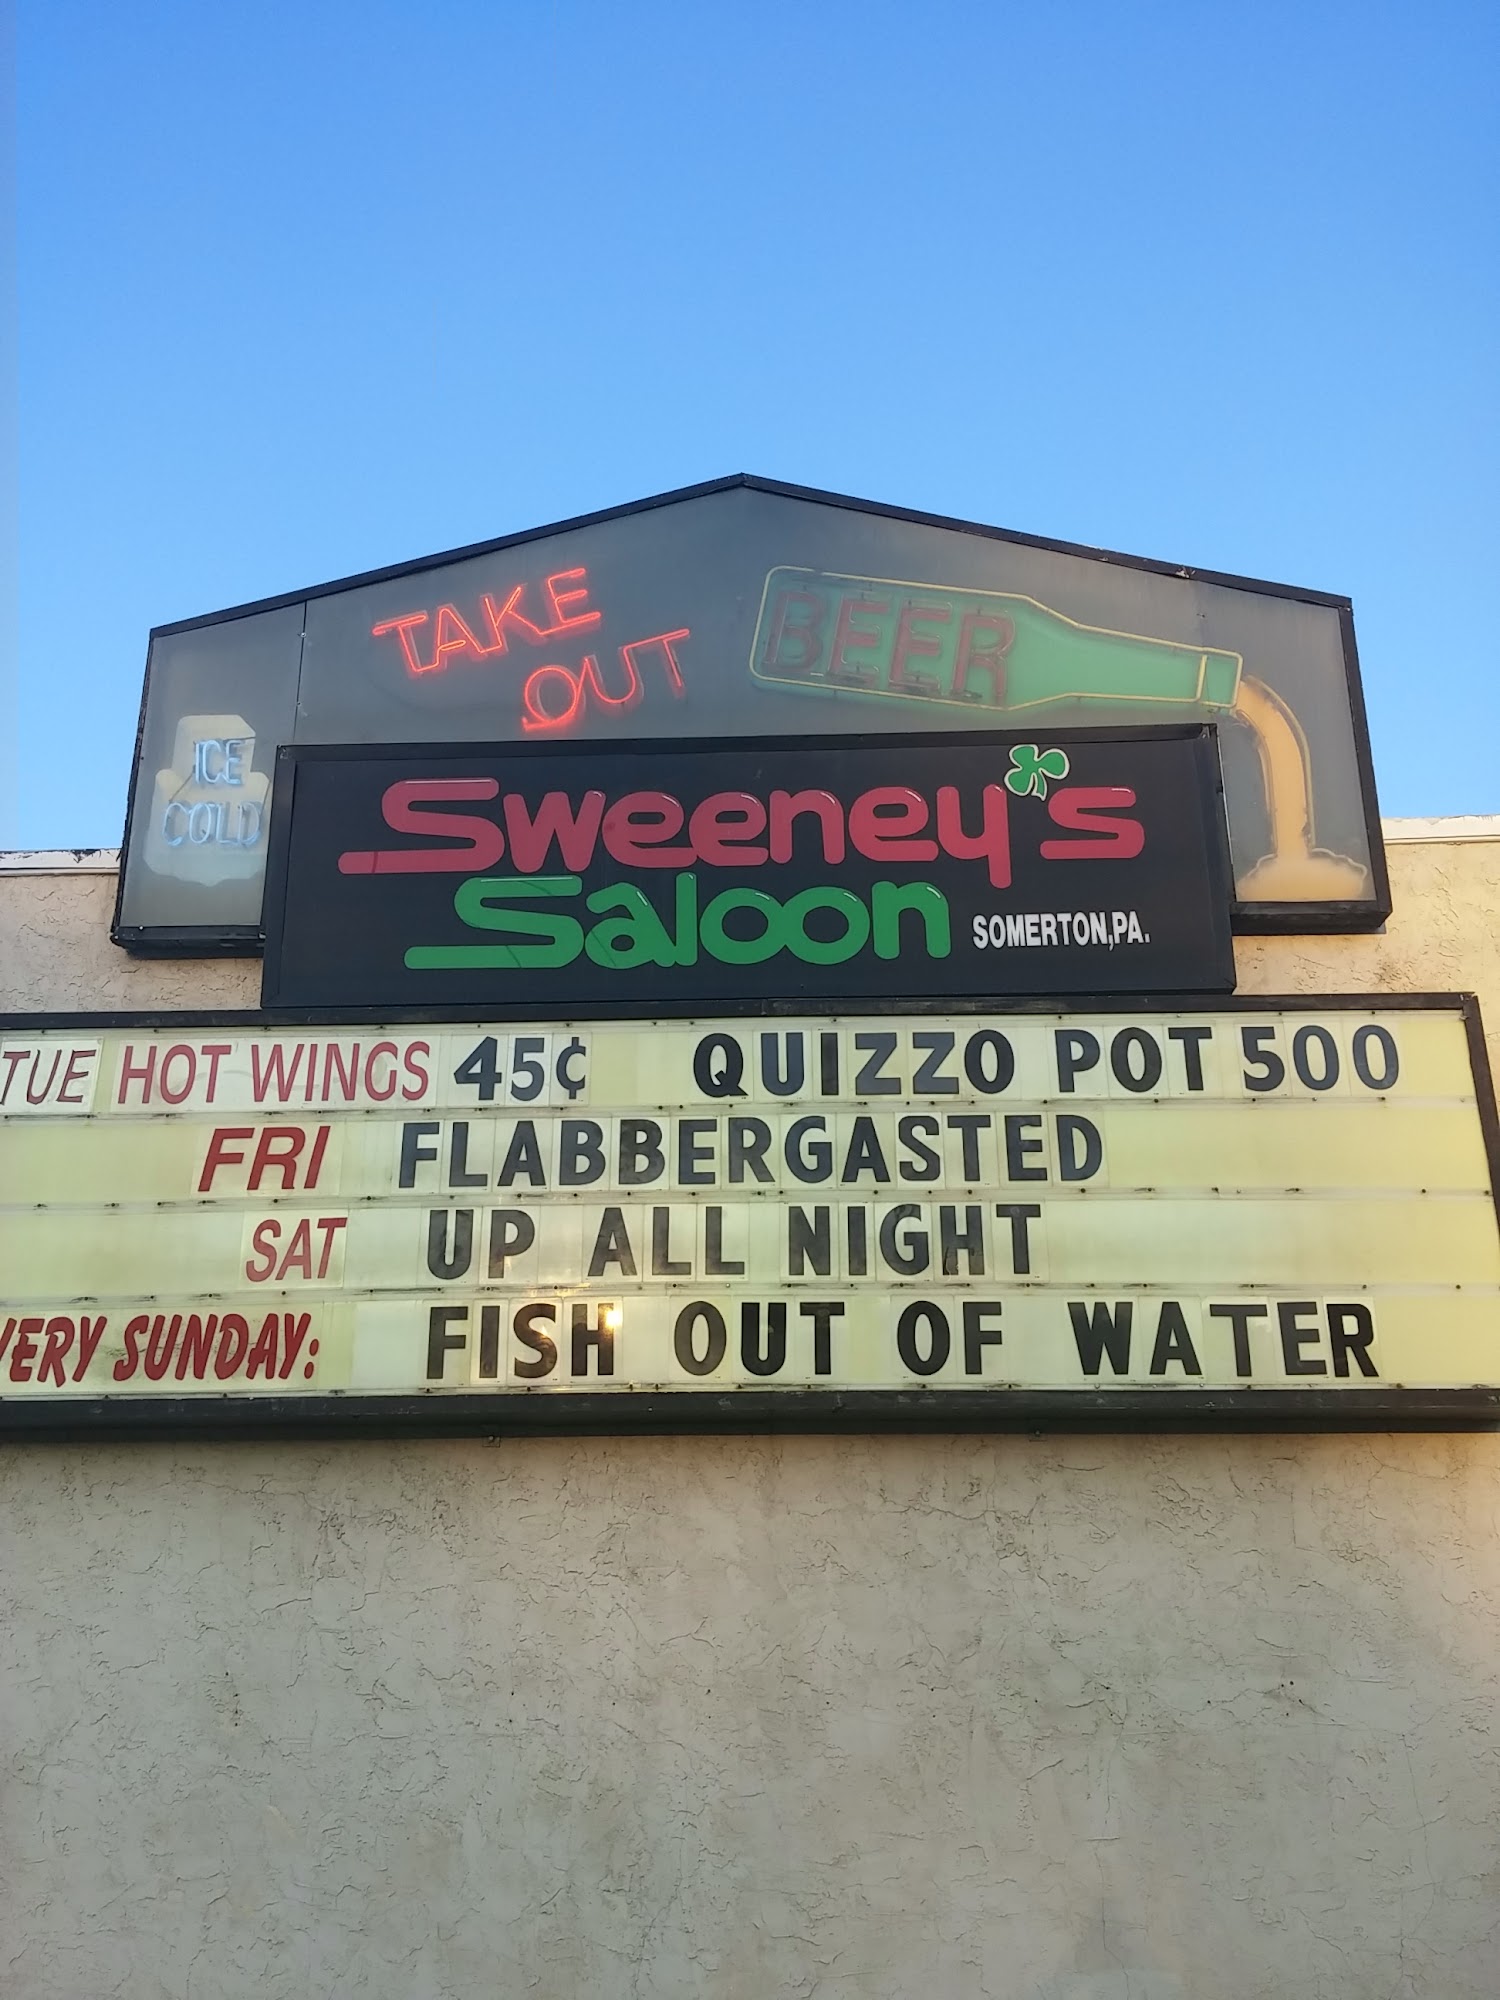 TAKE
OUT
BEER
ICE
COLD
Sweeney's
Saloon
SOMERTON, PA.
TUE HOT WINGS 45¢ QUIZZO POT 500
FRI FLABBERGASTED
SAT UP ALL NIGHT
VERY SUNDAY: FISH OUT OF WATER